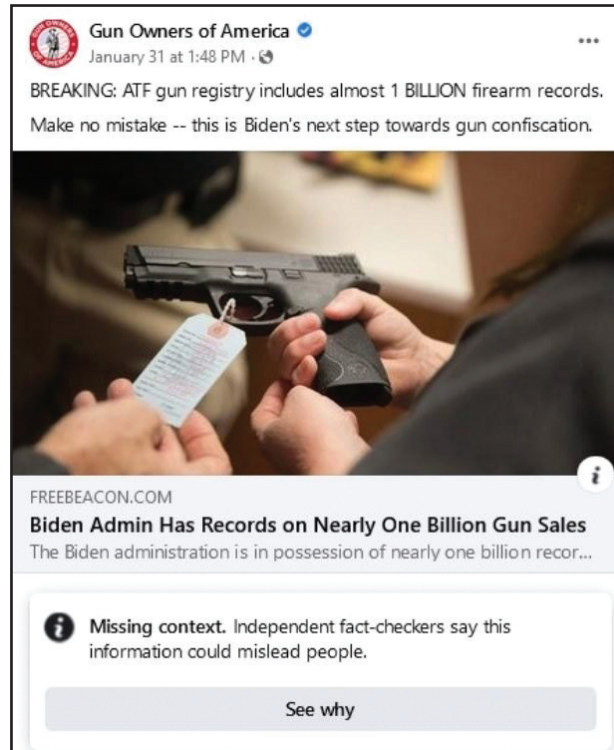 Gun Owners of America
January 31 at 1:48 PM ·
BREAKING: ATF gun registry includes almost 1 BILLION firearm records.
Make no mistake -- this is Biden's next step towards gun confiscation.
FREEBEACON.COM
Biden Admin Has Records on Nearly One Billion Gun Sales
The Biden administration is in possession of nearly one billion recor...
Missing context. Independent fact-checkers say this
information could mislead people.
See why